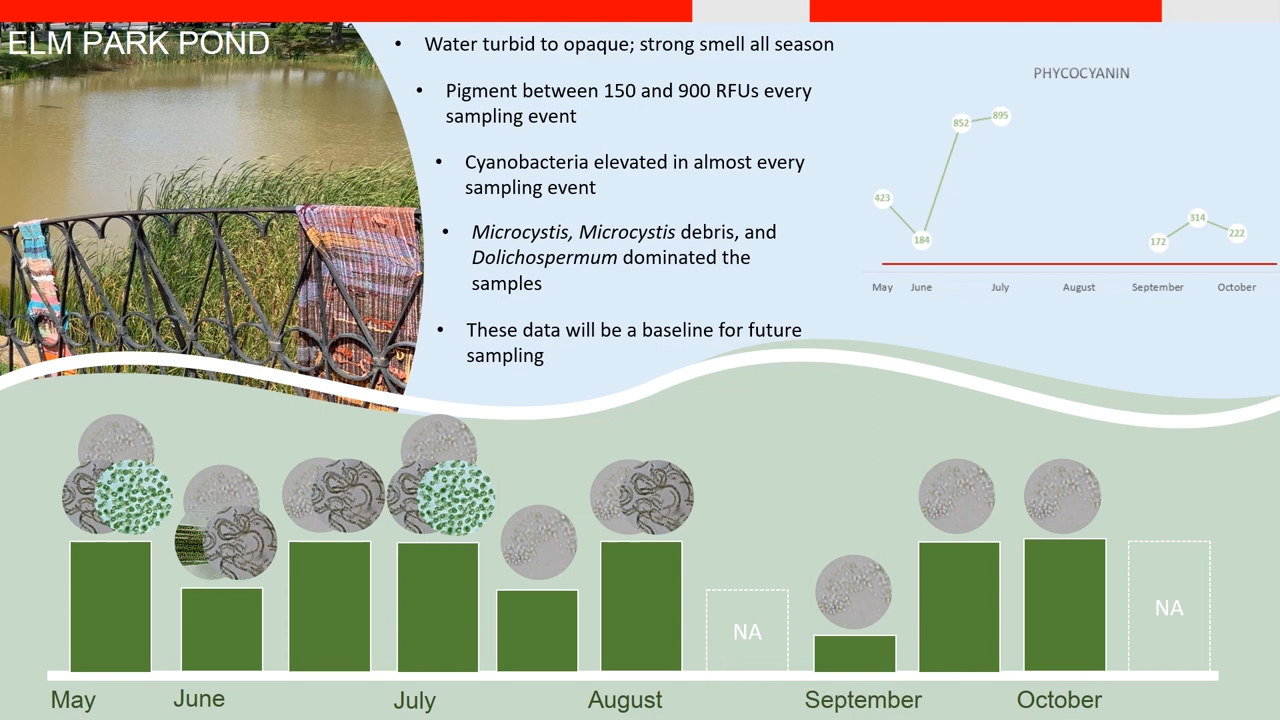 ELM PARK POND
• Water turbid to opaque; strong smell all season
• Pigment between 150 and 900 RFUs every
sampling event
• Cyanobacteria elevated in almost every
sampling event
• Microcystis, Microcystis debris, and
Dolichospermum dominated the
samples
• These data will be a baseline for future
sampling
PHYCOCYANIN
423
184
852
895
172
314
222
May June July August September October
NA
NA
May June July August September October